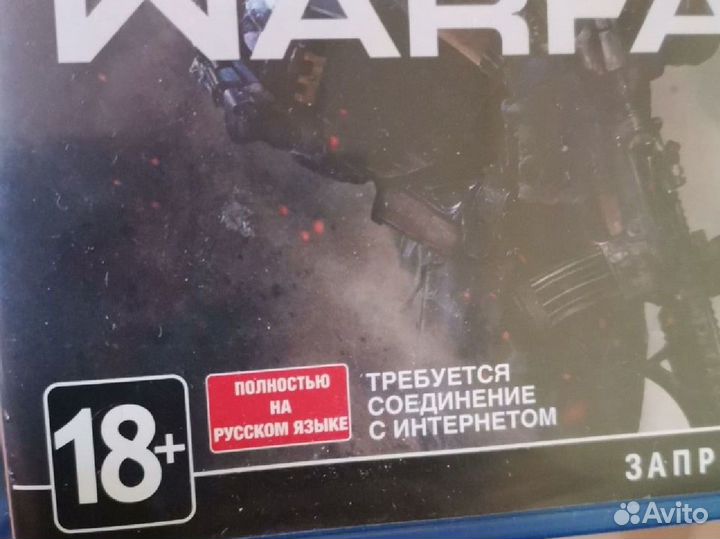 WARFA
18+
ПОЛНОСТЬЮ
НА
РУССКОМ ЯЗЫКЕ
ТРЕБУЕТСЯ
СОЕДИНЕНИЕ
С ИНТЕРНЕТОМ
ЗАПР
Avito